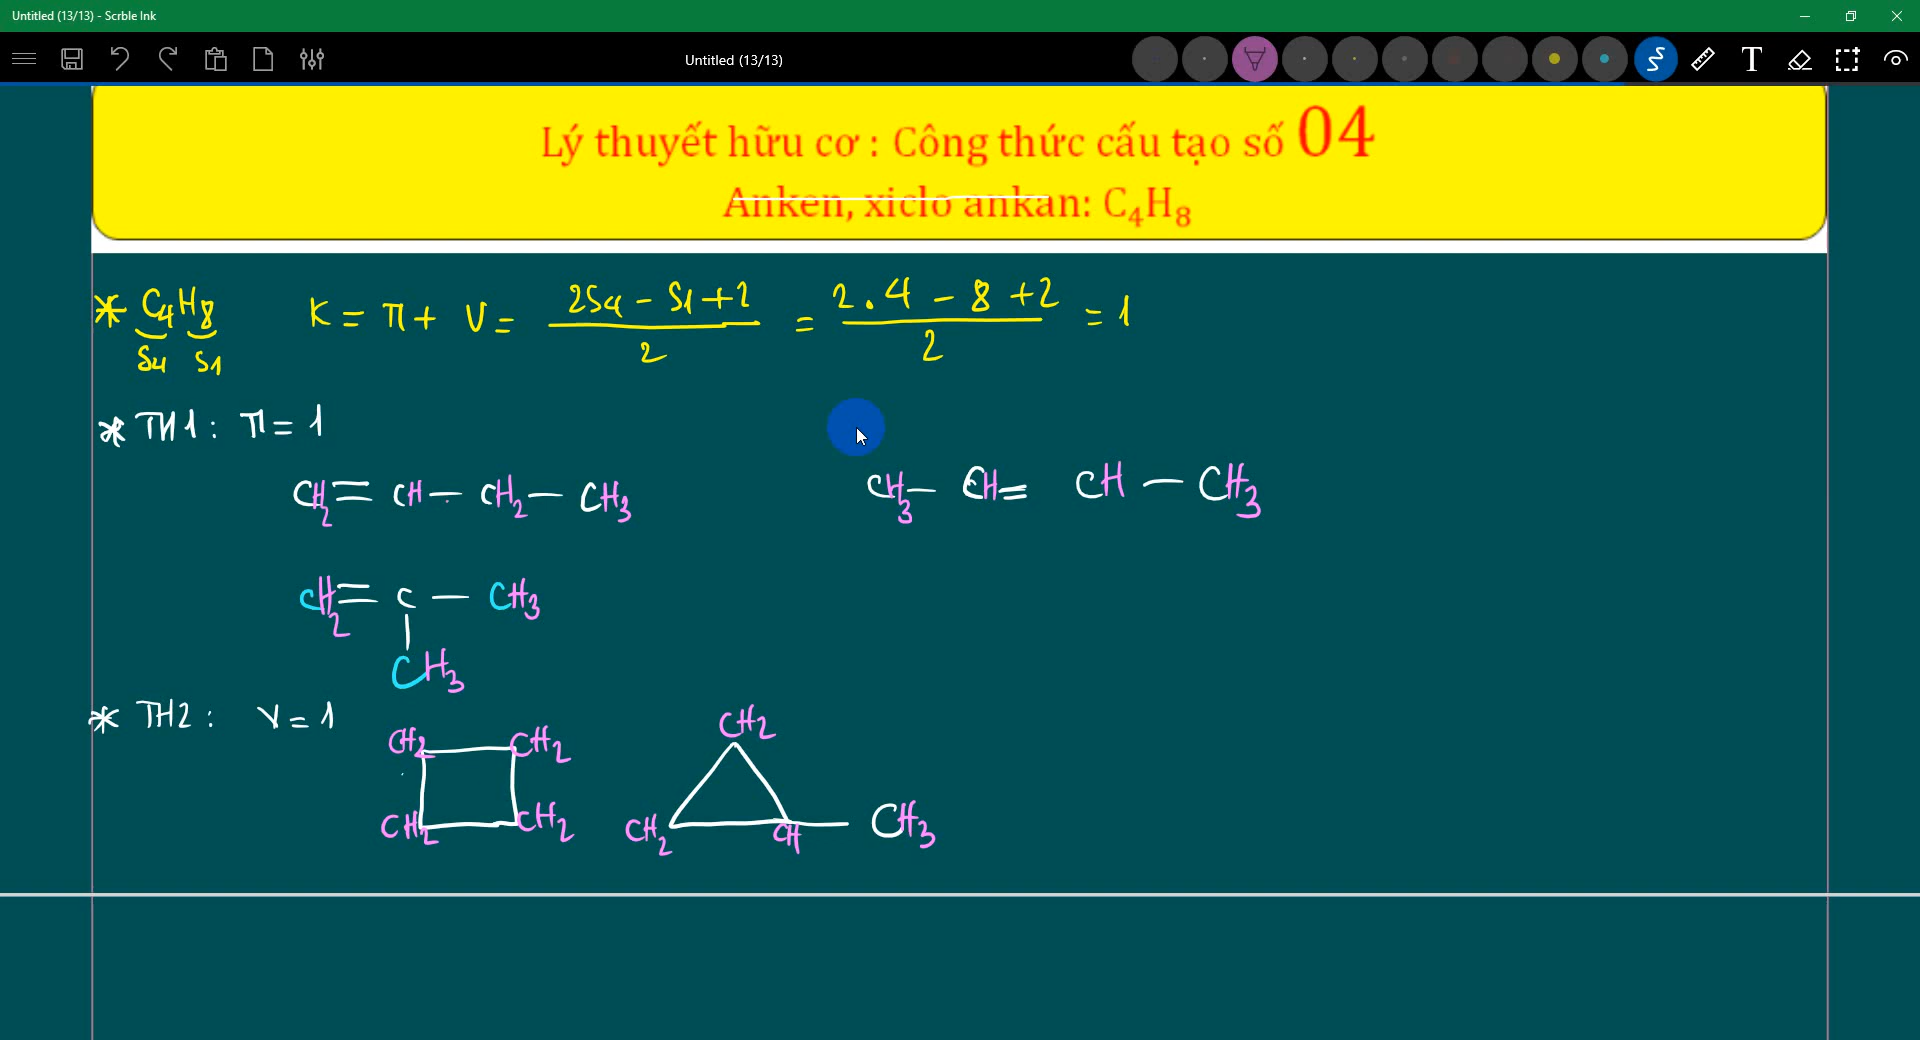 Untitled (13/13) - Scrble Ink
Untitled (13/13)
Lý thuyết hữu cơ : Công thức cấu tạo số 04
Anken, xiclo ankan: C₄H₈
* C₄H₈ K = π + V = (2S₄ - S₁ + 2)/2 = (2.4 - 8 + 2)/2 = 1
S₄ S₁
* TH1 : π = 1
CH₂ = CH — CH₂ — CH₃ CH₃ — CH = CH — CH₃
CH₂ = C — CH₃
CH₃
* TH2 : V = 1
CH₂
CH₂ CH₂
CH₂ CH₂ CH₂ CH — CH₃